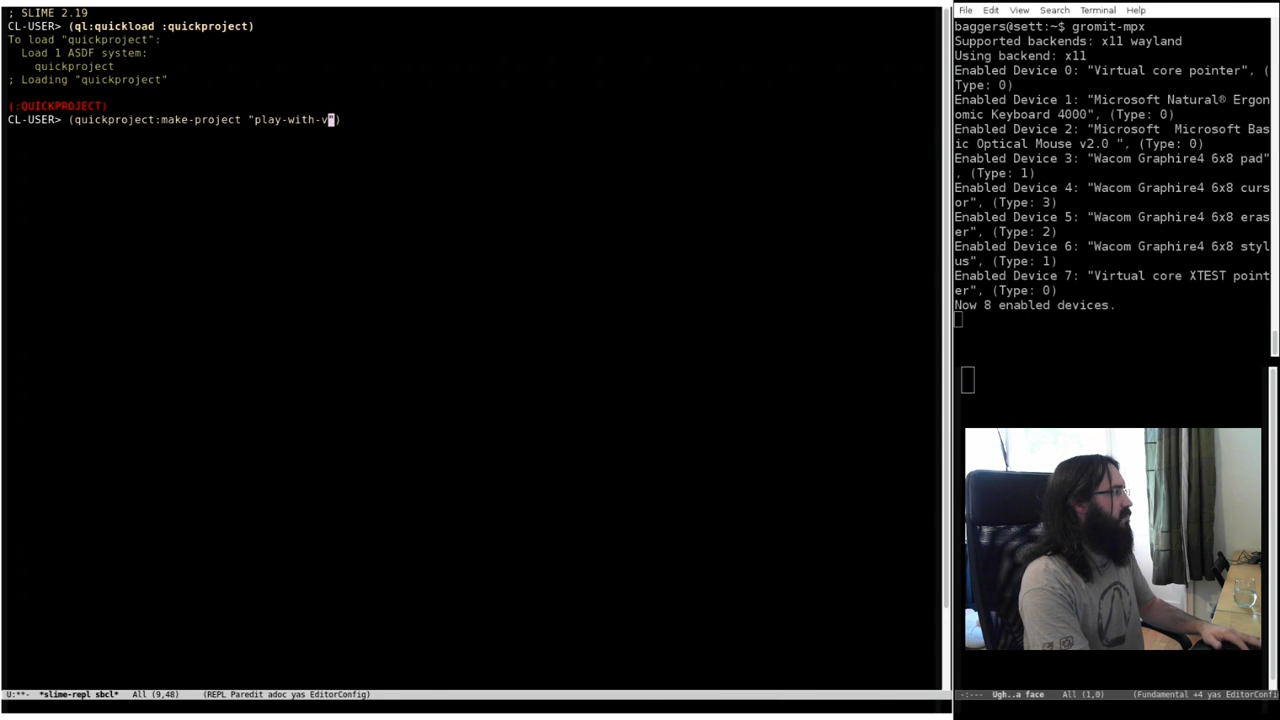 ; SLIME 2.19
CL-USER> (ql:quickload :quickproject)
To load "quickproject":
  Load 1 ASDF system:
    quickproject
; Loading "quickproject"

(:QUICKPROJECT)
CL-USER> (quickproject:make-project "play-with-v")
U:**-  *slime-repl sbcl*   All (9,48)     (REPL Paredit adoc yas EditorConfig)
File  Edit  View  Search  Terminal  Help
baggers@sett:~$ gromit-mpx
Supported backends: x11 wayland
Using backend: x11
Enabled Device 0: "Virtual core pointer", (
Type: 0)
Enabled Device 1: "Microsoft Natural® Ergon
omic Keyboard 4000", (Type: 0)
Enabled Device 2: "Microsoft  Microsoft Bas
ic Optical Mouse v2.0 ", (Type: 0)
Enabled Device 3: "Wacom Graphire4 6x8 pad"
, (Type: 1)
Enabled Device 4: "Wacom Graphire4 6x8 curs
or", (Type: 3)
Enabled Device 5: "Wacom Graphire4 6x8 eras
er", (Type: 2)
Enabled Device 6: "Wacom Graphire4 6x8 styl
us", (Type: 1)
Enabled Device 7: "Virtual core XTEST point
er", (Type: 0)
Now 8 enabled devices.
-:---  Ugh..a face   All (1,0)     (Fundamental +4 yas EditorConfi